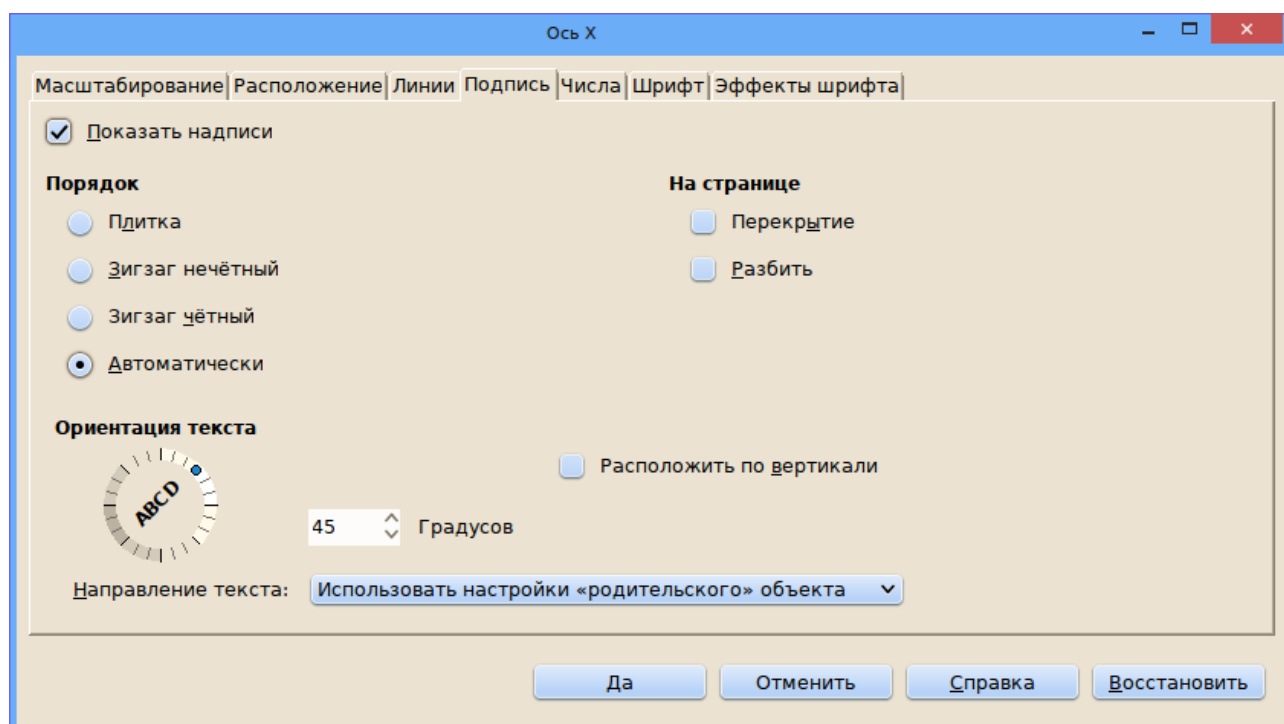 Ось X
Масштабирование Расположение Линии Подпись Числа Шрифт Эффекты шрифта
Показать надписи
Порядок
Плитка
Зигзаг нечётный
Зигзаг чётный
Автоматически
На странице
Перекрытие
Разбить
Ориентация текста
ABCD
Расположить по вертикали
45 Градусов
Направление текста: Использовать настройки «родительского» объекта
Да Отменить Справка Восстановить